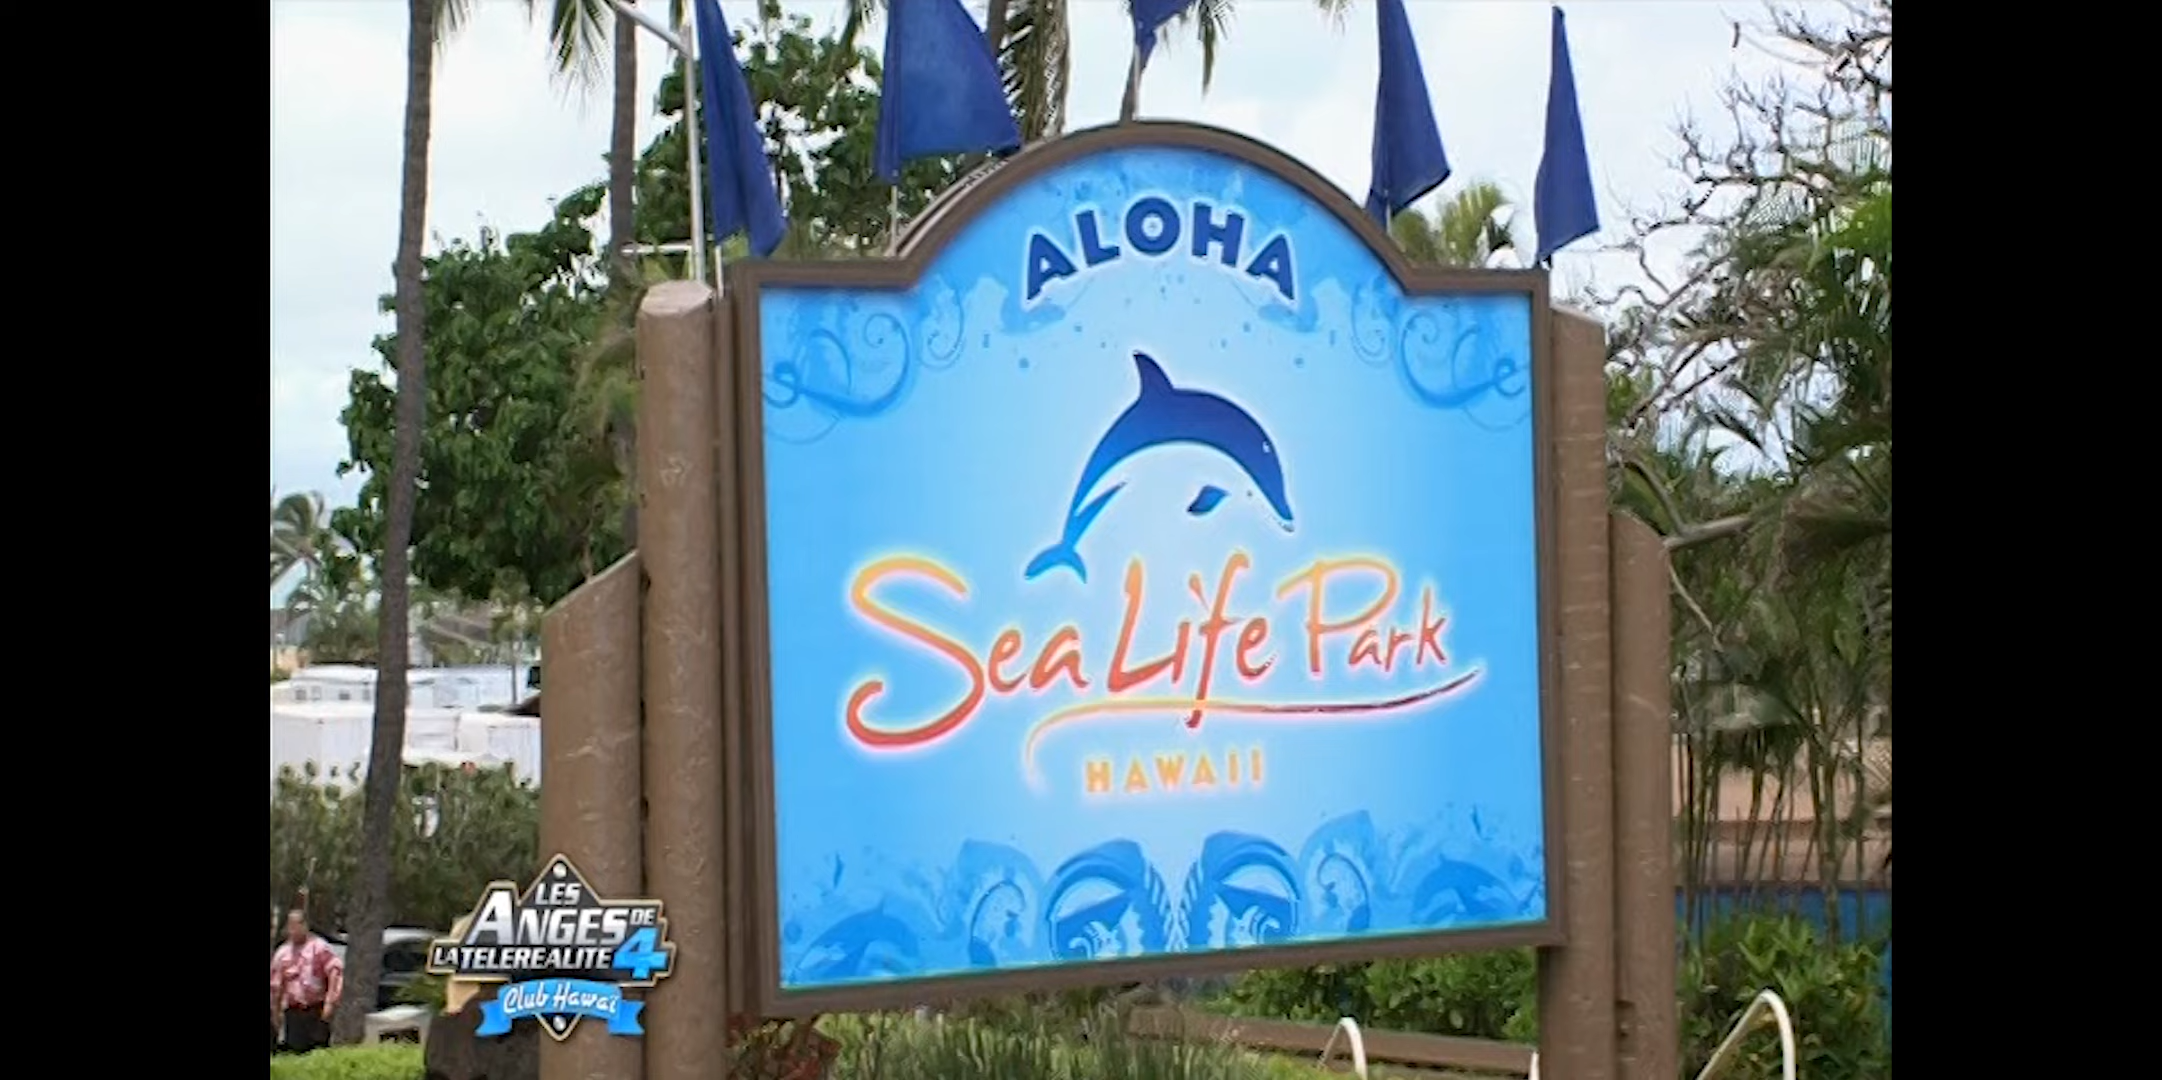 ALOHA
Sea Life Park
HAWAII
LES
ANGES DE
LA TELEREALITE 4
Club Hawaï